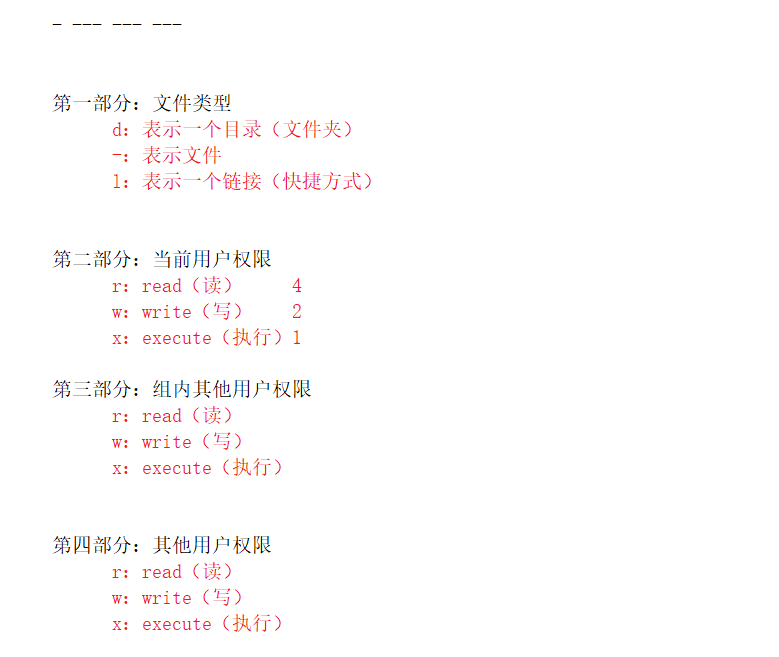 - --- --- ---
第一部分：文件类型
d：表示一个目录（文件夹）
-：表示文件
l：表示一个链接（快捷方式）
第二部分：当前用户权限
r：read（读） 4
w：write（写） 2
x：execute（执行）1
第三部分：组内其他用户权限
r：read（读）
w：write（写）
x：execute（执行）
第四部分：其他用户权限
r：read（读）
w：write（写）
x：execute（执行）